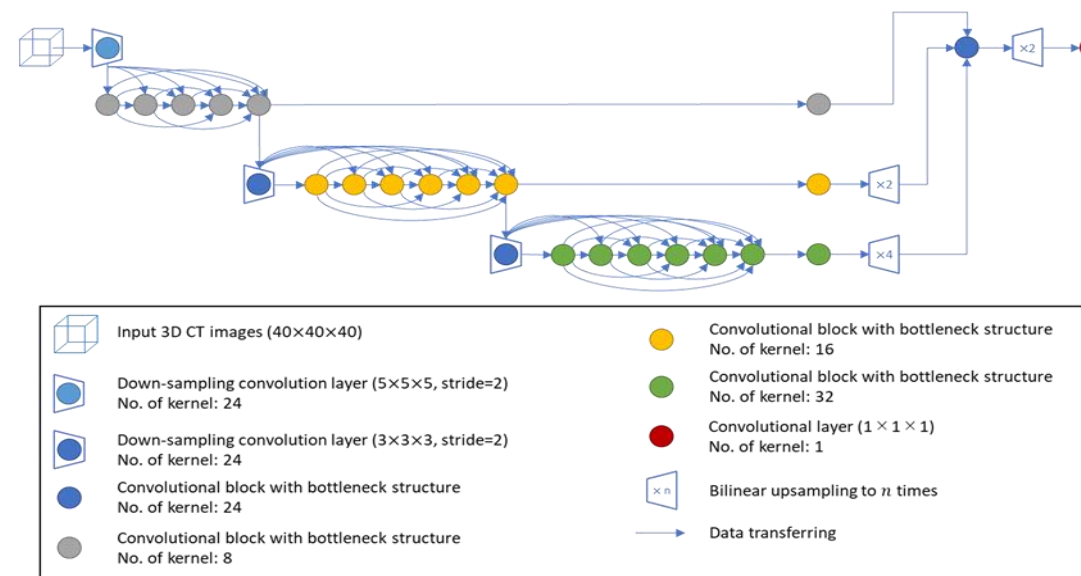 ×2
×2
×4
Input 3D CT images (40×40×40)
Down-sampling convolution layer (5×5×5, stride=2)
No. of kernel: 24
Down-sampling convolution layer (3×3×3, stride=2)
No. of kernel: 24
Convolutional block with bottleneck structure
No. of kernel: 24
Convolutional block with bottleneck structure
No. of kernel: 8
Convolutional block with bottleneck structure
No. of kernel: 16
Convolutional block with bottleneck structure
No. of kernel: 32
Convolutional layer (1 × 1 × 1)
No. of kernel: 1
× n
Bilinear upsampling to n times
Data transferring